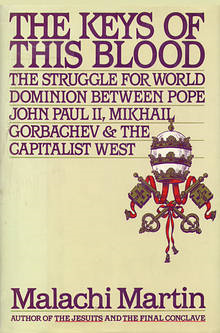 THE KEYS OF
THIS BLOOD
THE STRUGGLE FOR WORLD
DOMINION BETWEEN POPE
JOHN PAUL II, MIKHAIL
GORBACHEV & THE
CAPITALIST WEST
Malachi Martin
AUTHOR OF THE JESUITS AND THE FINAL CONCLAVE